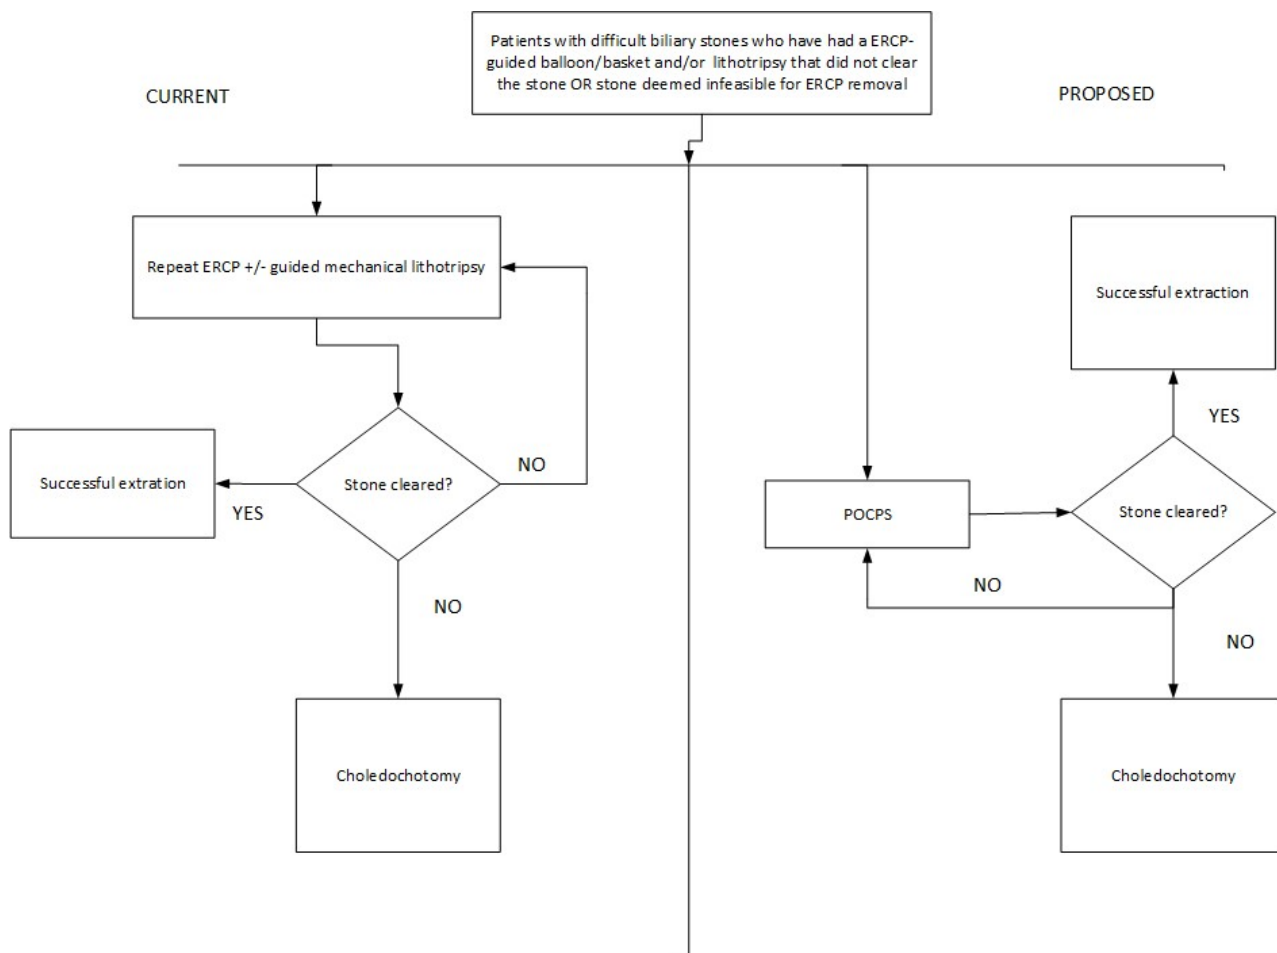 Patients with difficult biliary stones who have had a ERCP-
guided balloon/basket and/or lithotripsy that did not clear
the stone OR stone deemed infeasible for ERCP removal
CURRENT
PROPOSED
Repeat ERCP +/- guided mechanical lithotripsy
Stone cleared?
YES
Successful extration
NO
NO
Choledochotomy
POCPS
Stone cleared?
YES
Successful extraction
NO
NO
Choledochotomy